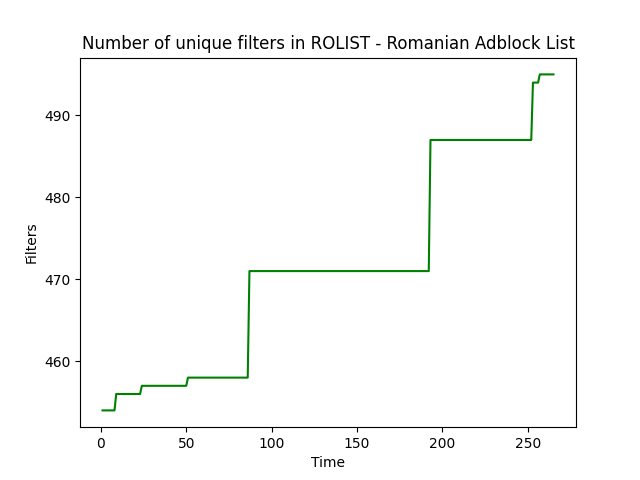 Number of unique filters in ROLIST - Romanian Adblock List
490
480
470
460
Filters
0 50 100 150 200 250
Time